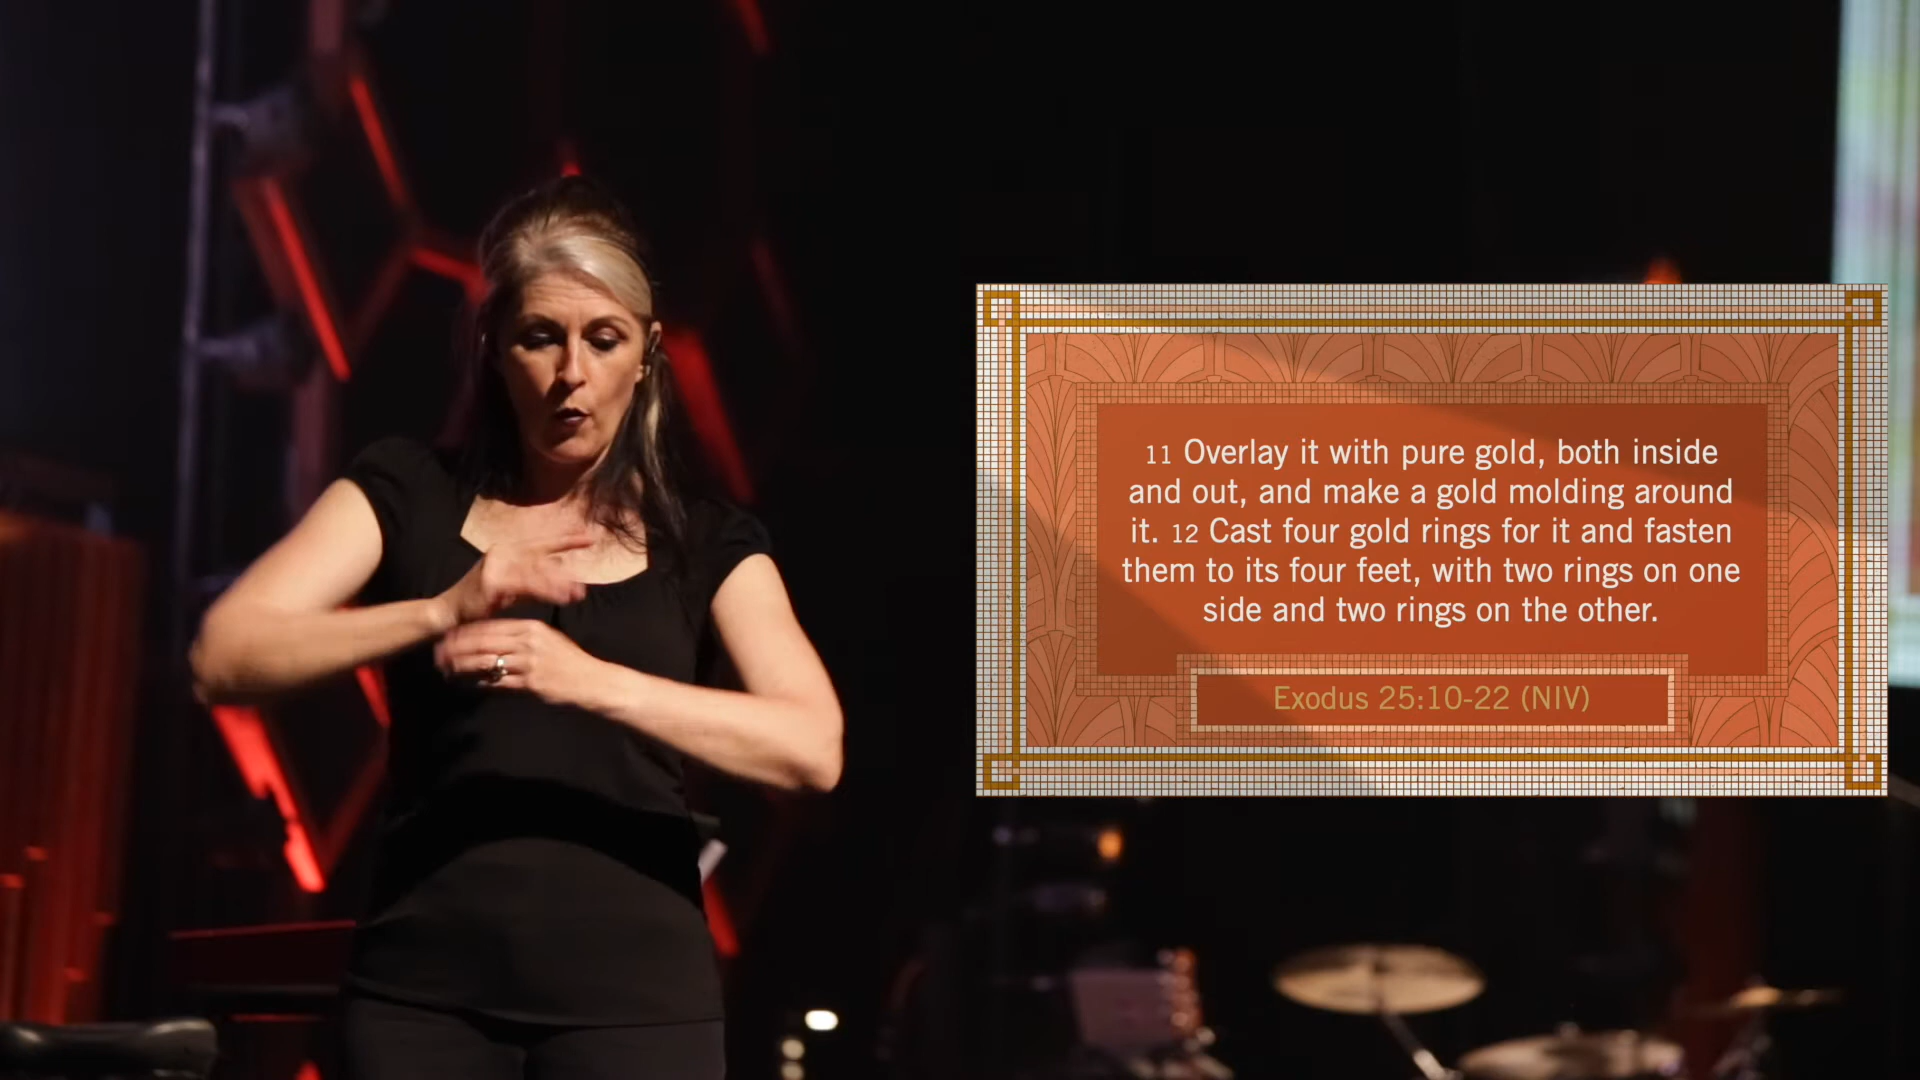 11 Overlay it with pure gold, both inside
and out, and make a gold molding around
it. 12 Cast four gold rings for it and fasten
them to its four feet, with two rings on one
side and two rings on the other.
Exodus 25:10-22 (NIV)